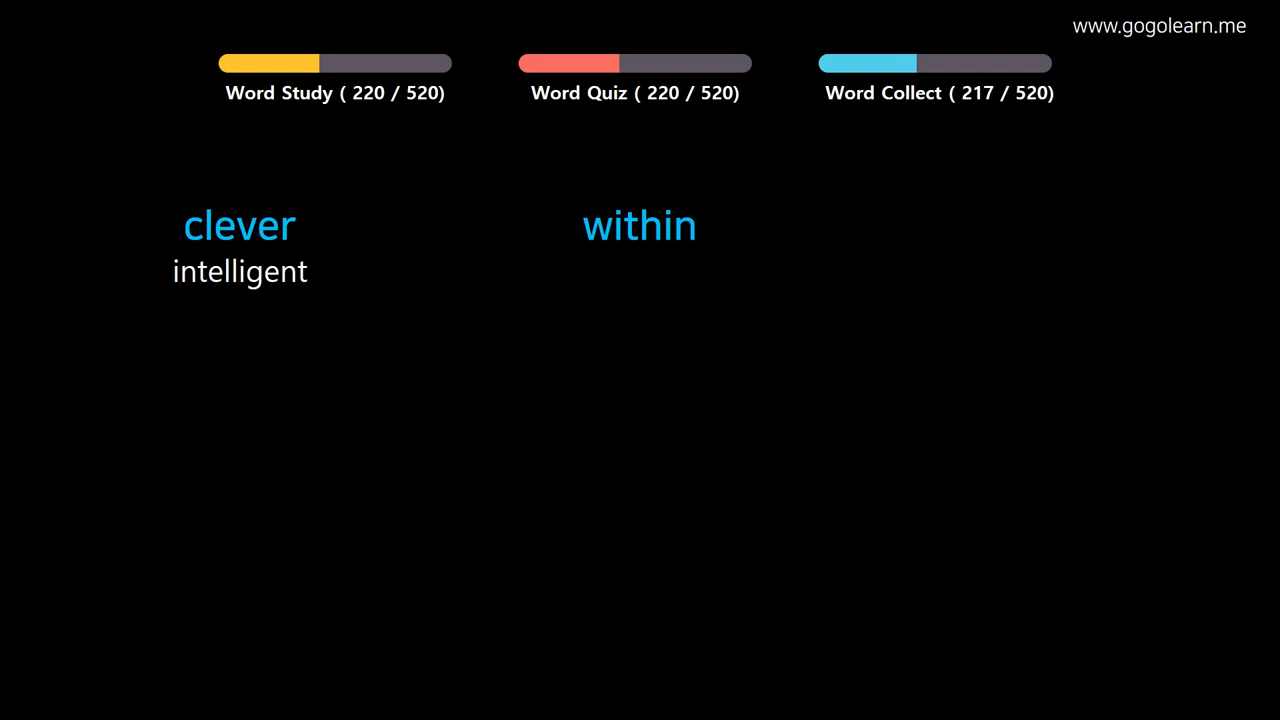 www.gogolearn.me
Word Study ( 220 / 520)
Word Quiz ( 220 / 520)
Word Collect ( 217 / 520)
clever
intelligent
within